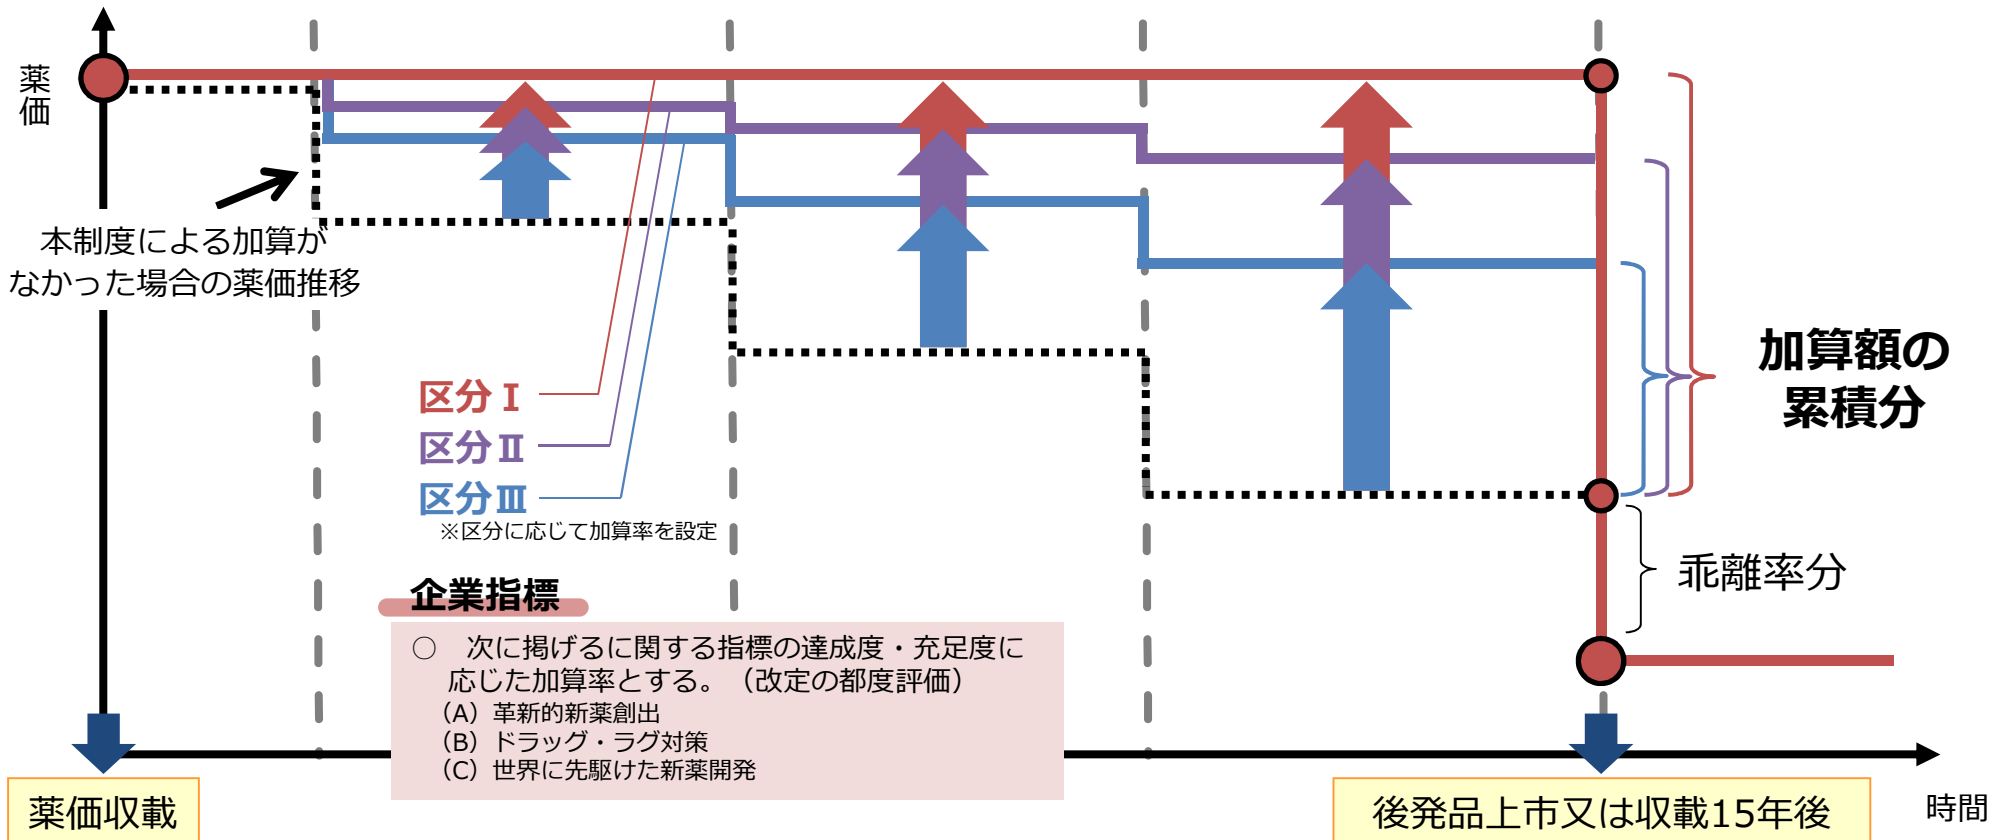 薬価
本制度による加算が
なかった場合の薬価推移
区分Ⅰ
区分Ⅱ
区分Ⅲ
※区分に応じて加算率を設定
企業指標
○ 次に掲げるに関する指標の達成度・充足度に
応じた加算率とする。（改定の都度評価）
（A）革新的新薬創出
（B）ドラッグ・ラグ対策
（C）世界に先駆けた新薬開発
加算額の
累積分
乖離率分
薬価収載
後発品上市又は収載15年後
時間